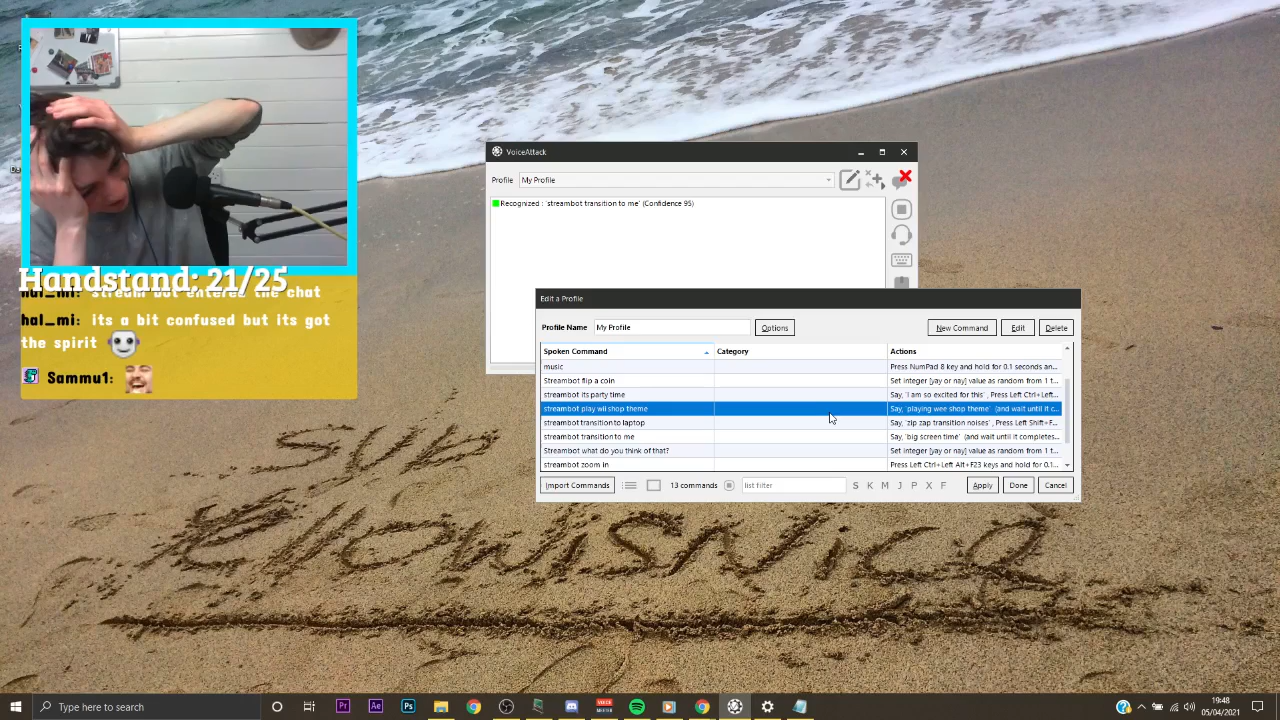 Handstand: 21/25
hal_mi: stream bot entered the chat
hal_mi: its a bit confused but its got
the spirit
Sammu1:
VoiceAttack
Profile My Profile
Recognized : 'streambot transition to me' (Confidence 95)
Edit a Profile
Profile Name My Profile Options New Command Edit Delete
Spoken Command Category Actions
music Press NumPad 8 key and hold for 0.1 seconds an...
Streambot flip a coin Set integer [yay or nay] value as random from 1 t...
streambot its party time Say, 'I am so excited for this' , Press Left Ctrl+Left...
streambot play wii shop theme Say, 'playing wee shop theme' (and wait until it c...
streambot transition to laptop Say, 'zip zap transition noises' , Press Left Shift+F...
streambot transition to me Say, 'big screen time' (and wait until it completes...
Streambot what do you think of that? Set integer [yay or nay] value as random from 1 t...
streambot zoom in Press Left Ctrl+Left Alt+F23 keys and hold for 0.1...
Import Commands 13 commands list filter S K M J P X F Apply Done Cancel
SUP
YellowisNice
Type here to search
Pr Ae Ps
VOICE
MEETER
19:48
05/04/2021